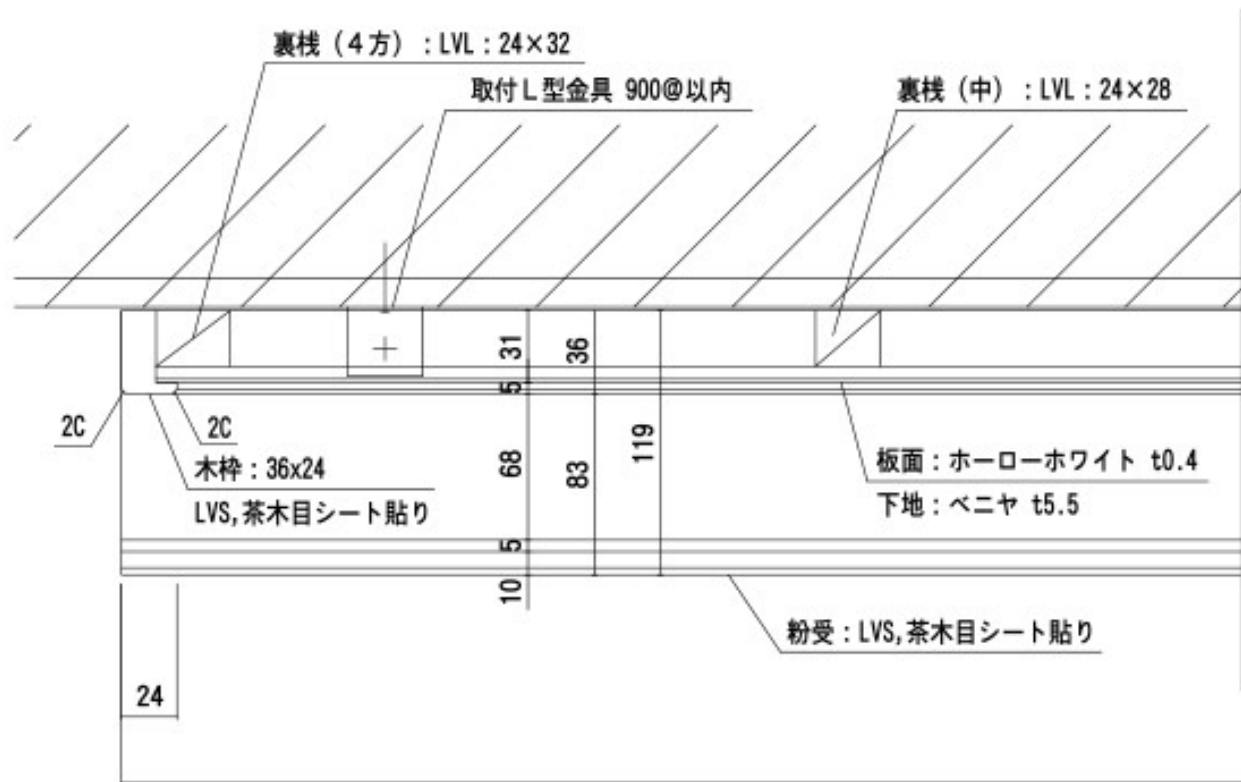 裏桟（４方）：LVL：24×32
取付Ｌ型金具 900@以内
裏桟（中）：LVL：24×28
31
36
5
2C
2C
68
83
119
木枠：36x24
LVS,茶木目シート貼り
板面：ホーローホワイト t0.4
下地：ベニヤ t5.5
5
10
粉受：LVS,茶木目シート貼り
24